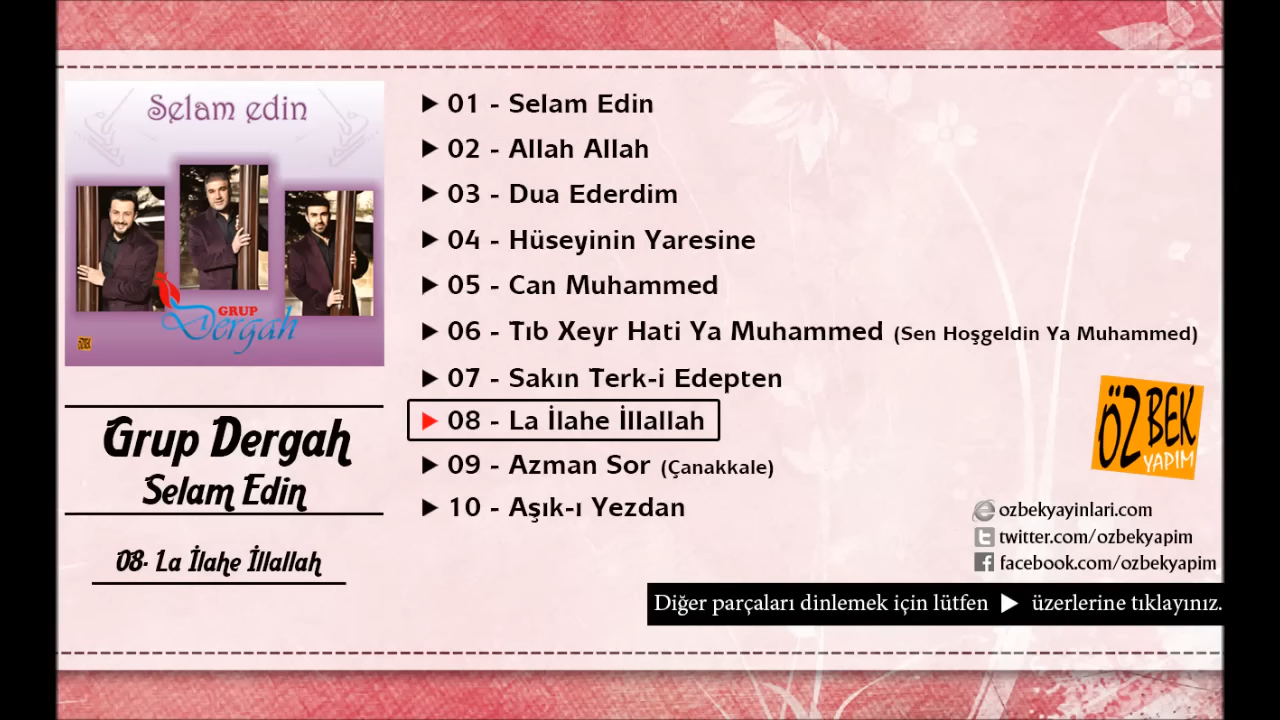 Selam edin
GRUP
Dergah
Grup Dergah
Selam Edin
08- La İlahe İllallah
01 - Selam Edin
02 - Allah Allah
03 - Dua Ederdim
04 - Hüseyinin Yaresine
05 - Can Muhammed
06 - Tıb Xeyr Hati Ya Muhammed (Sen Hoşgeldin Ya Muhammed)
07 - Sakın Terk-i Edepten
08 - La İlahe İllallah
09 - Azman Sor (Çanakkale)
10 - Aşık-ı Yezdan
ÖZBEK
YAPIM
ozbekyayinlari.com
twitter.com/ozbekyapim
facebook.com/ozbekyapim
Diğer parçaları dinlemek için lütfen ▶ üzerlerine tıklayınız.